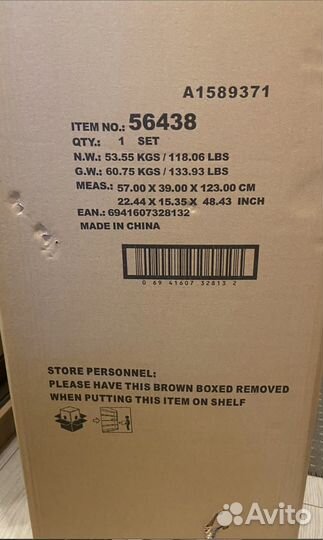 A1589371
ITEM NO.: 56438
QTY.: 1 SET
N.W.: 53.55 KGS / 118.06 LBS
G.W.: 60.75 KGS / 133.93 LBS
MEAS.: 57.00 X 39.00 X 123.00 CM
22.44 X 15.35 X 48.43 INCH
EAN.: 6941607328132
MADE IN CHINA
0 69 41607 32813 2
STORE PERSONNEL:
PLEASE HAVE THIS BROWN BOXED REMOVED
WHEN PUTTING THIS ITEM ON SHELF
Avito